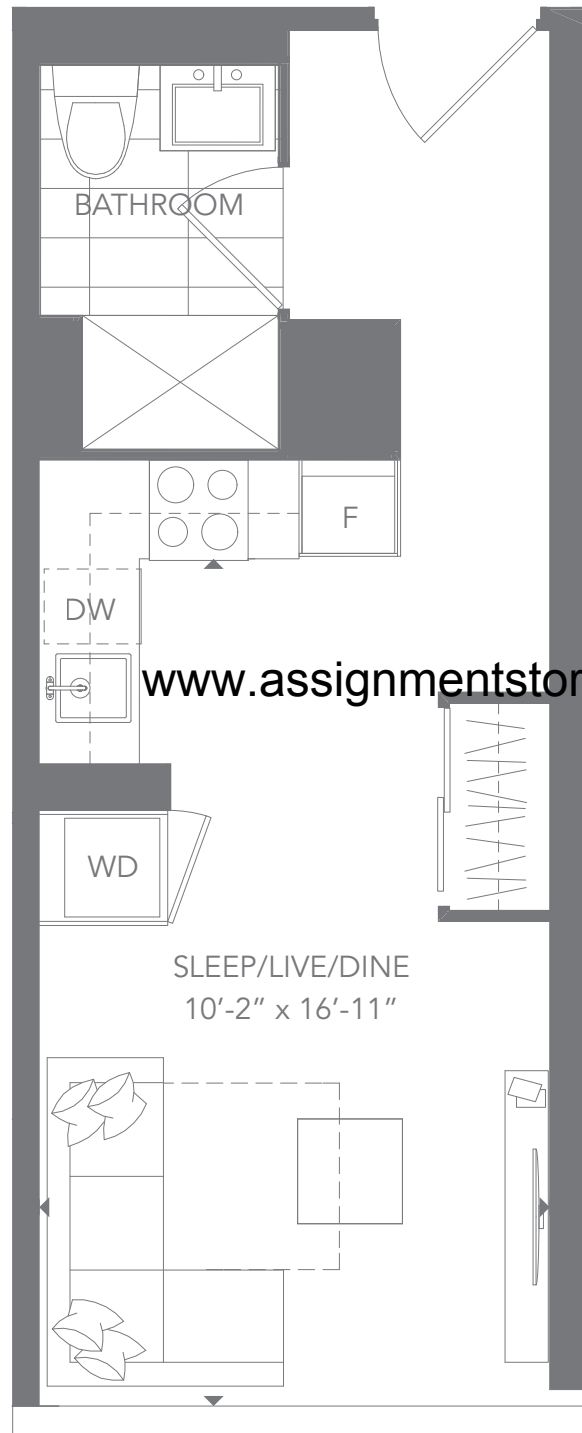 BATHROOM
F
DW
www.assignmentstor
WD
SLEEP/LIVE/DINE
10'-2" x 16'-11"